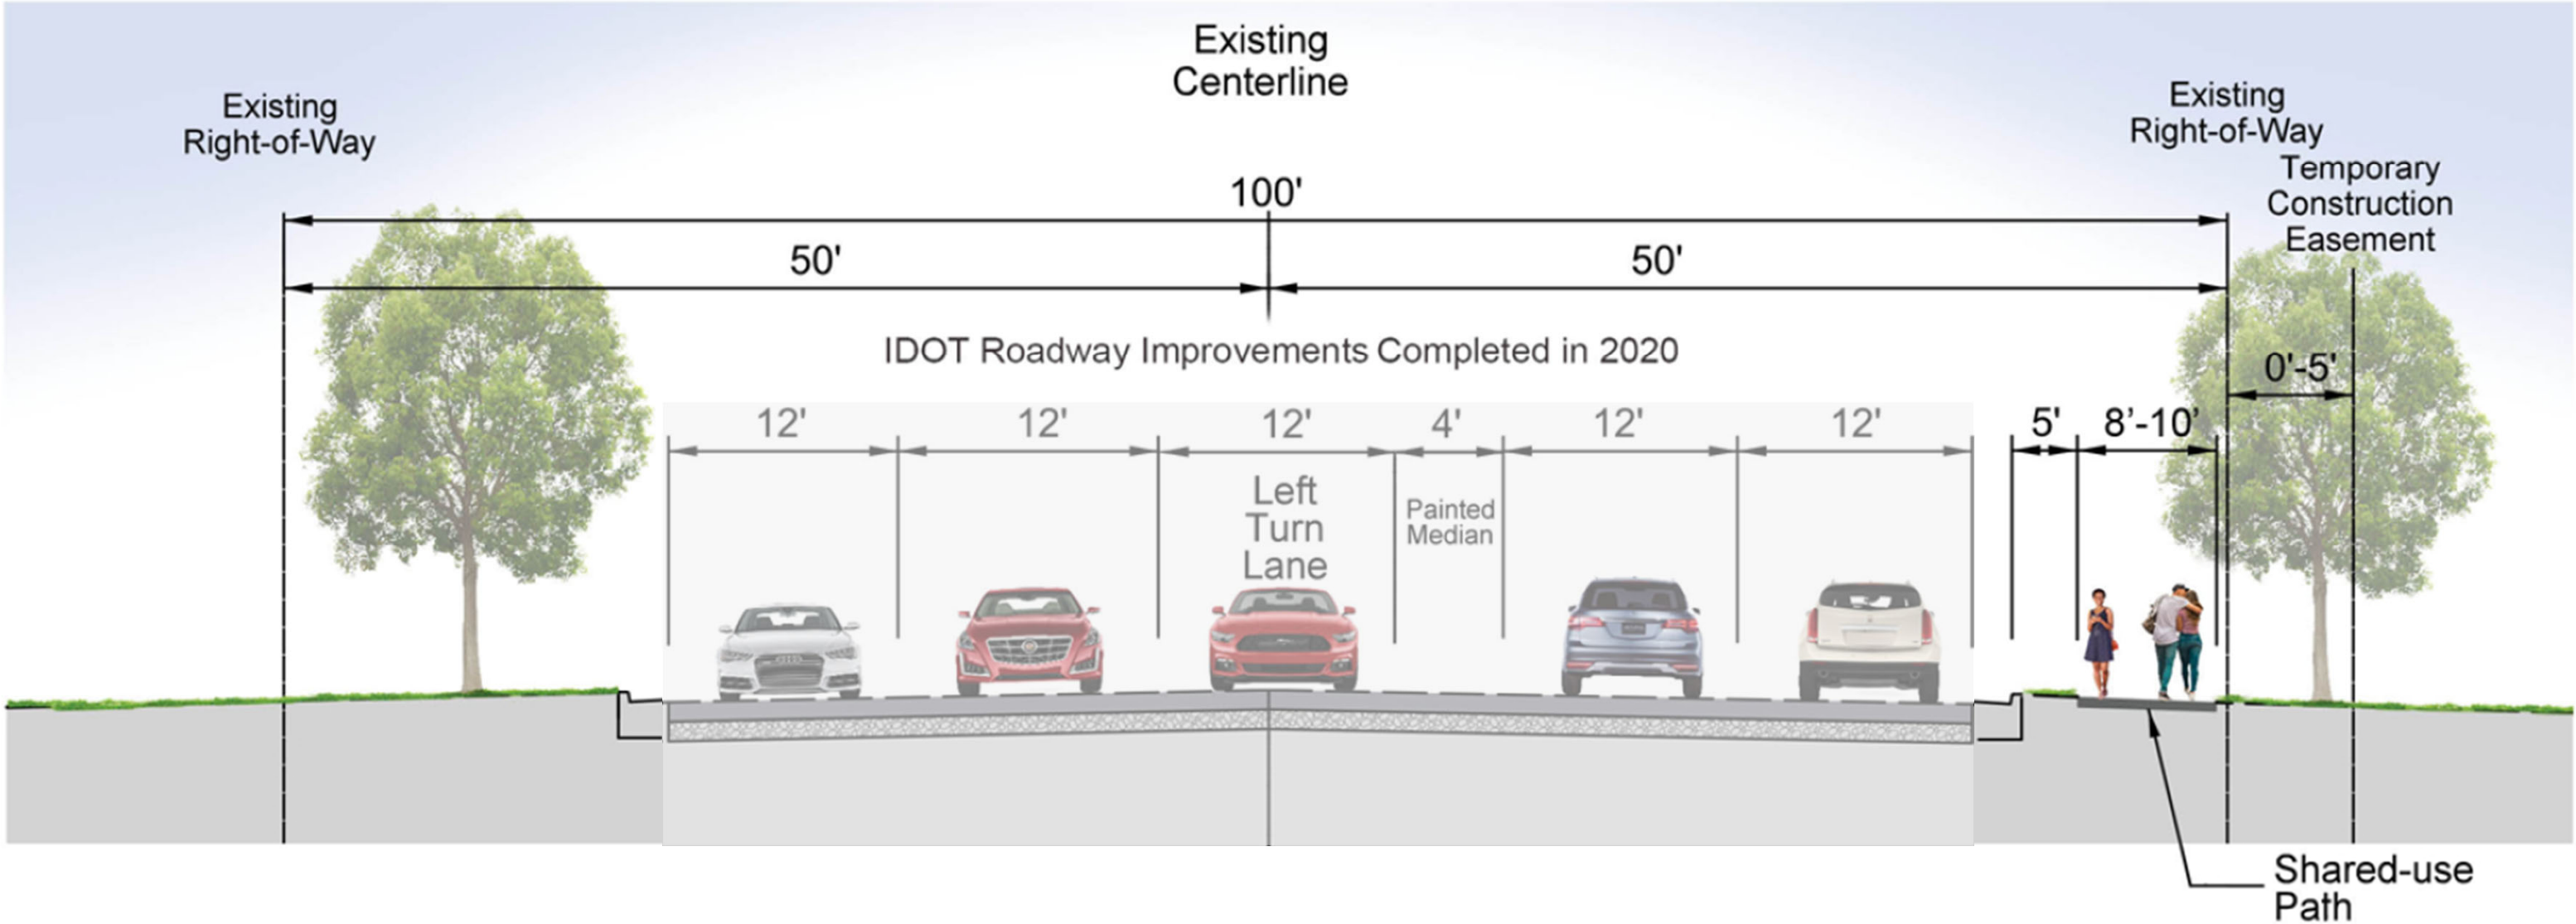 Existing
Centerline
Existing
Right-of-Way
Existing
Right-of-Way
Temporary
Construction
Easement
100'
50'
50'
IDOT Roadway Improvements Completed in 2020
0'-5'
12'
12'
12'
4'
12'
12'
5'
8’-10'
Left
Turn
Lane
Painted
Median
Shared-use
Path